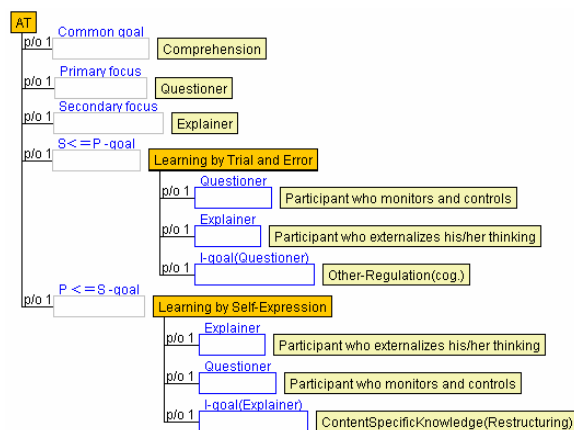 AT
Common goal
p/o 1 Comprehension
Primary focus
p/o 1 Questioner
Secondary focus
p/o 1 Explainer
S<=P-goal
p/o 1 Learning by Trial and Error
Questioner
p/o 1 Participant who monitors and controls
Explainer
p/o 1 Participant who externalizes his/her thinking
I-goal(Questioner)
p/o 1 Other-Regulation(cog.)
P<=S-goal
p/o 1 Learning by Self-Expression
Explainer
p/o 1 Participant who externalizes his/her thinking
Questioner
p/o 1 Participant who monitors and controls
I-goal(Explainer)
p/o 1 ContentSpecificKnowledge(Restructuring)